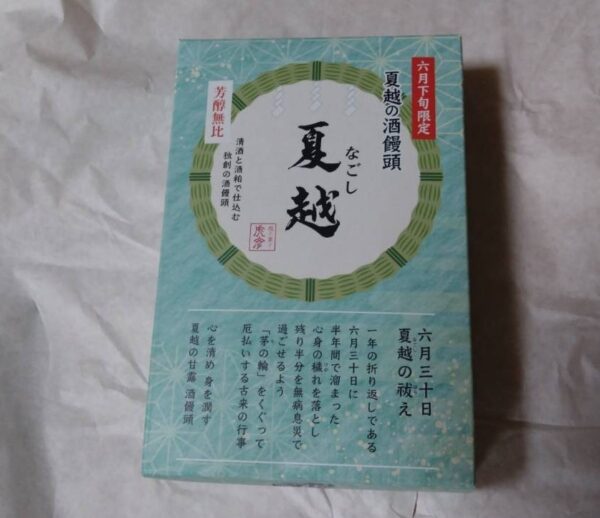 六月下旬限定
夏越の酒饅頭
なごし
夏越
芳醇無比
清酒と酒粕で仕込む
独創の酒饅頭
六月三十日
夏越の祓え
一年の折り返しである
六月三十日に
半年間で溜まった
心身の穢れを落とし
残り半分を無病息災で
過ごせるよう
「茅の輪」をくぐって
厄払いする古来の行事
心を清め 身を潤す
夏越の甘露 酒饅頭